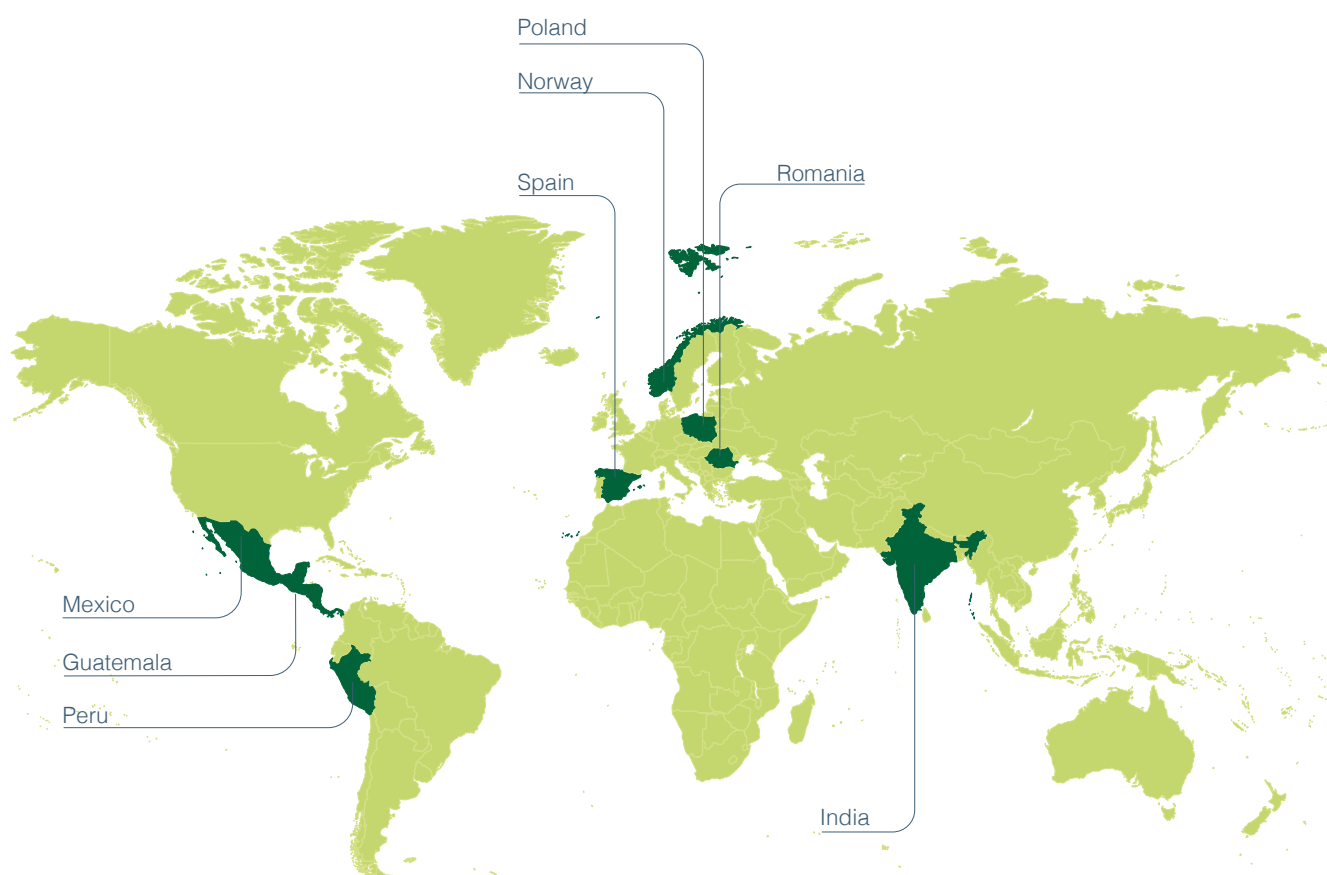 Poland
Norway
Romania
Spain
Mexico
Guatemala
Peru
India